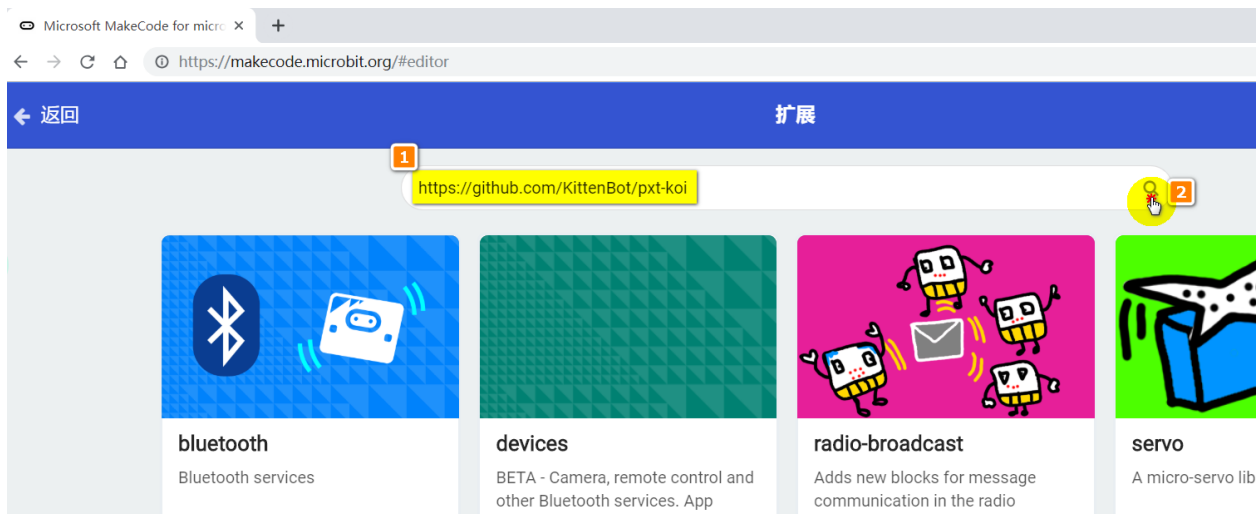 Microsoft MakeCode for micro
https://makecode.microbit.org/#editor
返回
扩展
1
https://github.com/KittenBot/pxt-koi
2
bluetooth
Bluetooth services
devices
BETA - Camera, remote control and
other Bluetooth services. App
radio-broadcast
Adds new blocks for message
communication in the radio
servo
A micro-servo lib